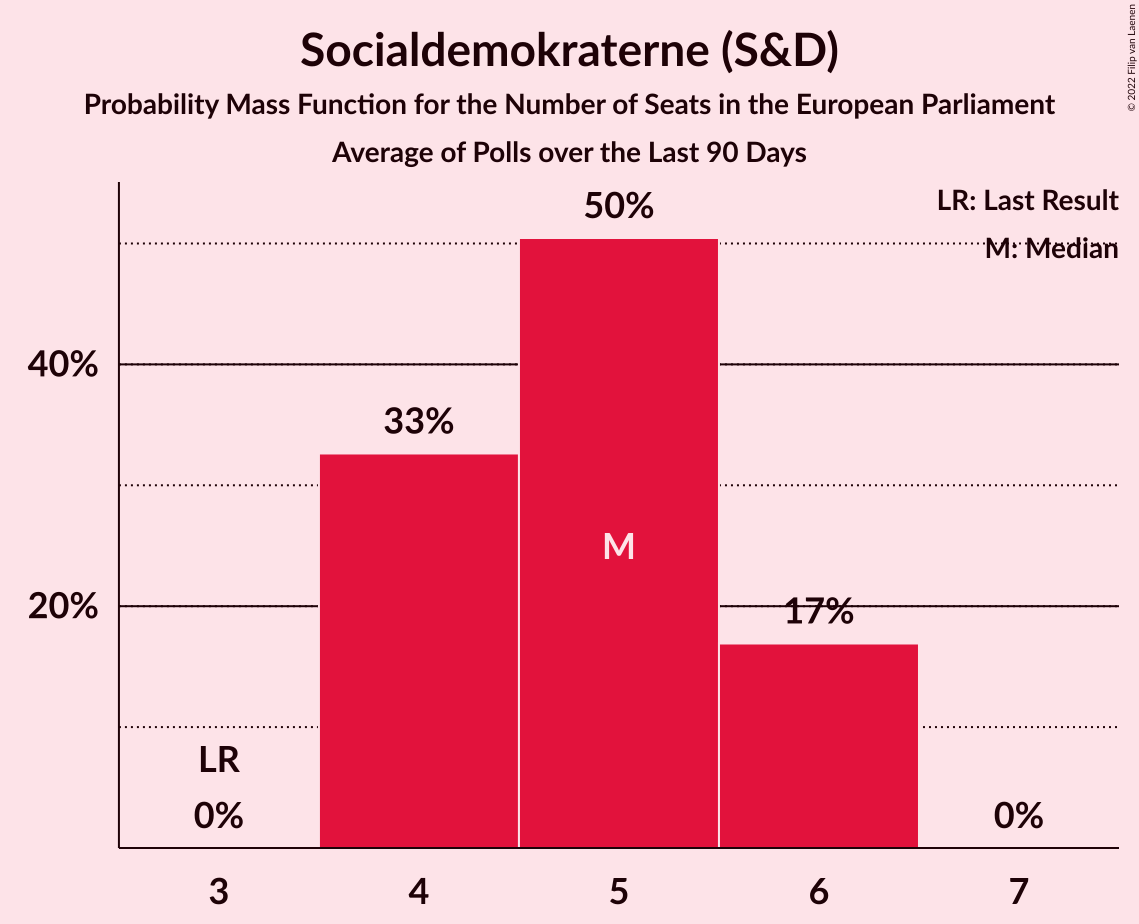 Socialdemokraterne (S&D)
Probability Mass Function for the Number of Seats in the European Parliament
Average of Polls over the Last 90 Days
© 2022 Filip van Laenen
LR: Last Result
M: Median
50%
40%
33%
M
20%
17%
LR
0%
0%
3 4 5 6 7